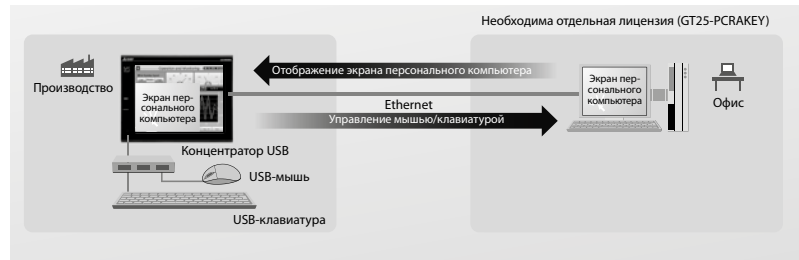 Необходима отдельная лицензия (GT25-PCRAKEY)
Производство
Экран пер-
сонального
компьютера
Отображение экрана персонального компьютера
Ethernet
Управление мышью/клавиатурой
Экран пер-
сонального
компьютера
Офис
Концентратор USB
USB-мышь
USB-клавиатура